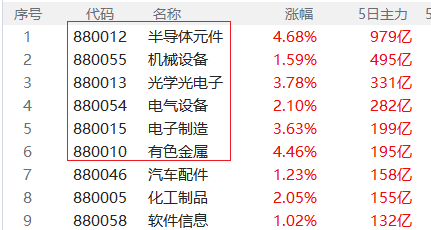 序号 代码 名称 涨幅 5日主力
1 880012 半导体元件 4.68% 979亿
2 880055 机械设备 1.59% 495亿
3 880013 光学光电子 3.78% 331亿
4 880054 电气设备 2.10% 282亿
5 880015 电子制造 3.63% 199亿
6 880010 有色金属 4.46% 195亿
7 880046 汽车配件 1.23% 158亿
8 880005 化工制品 2.05% 155亿
9 880058 软件信息 1.02% 132亿